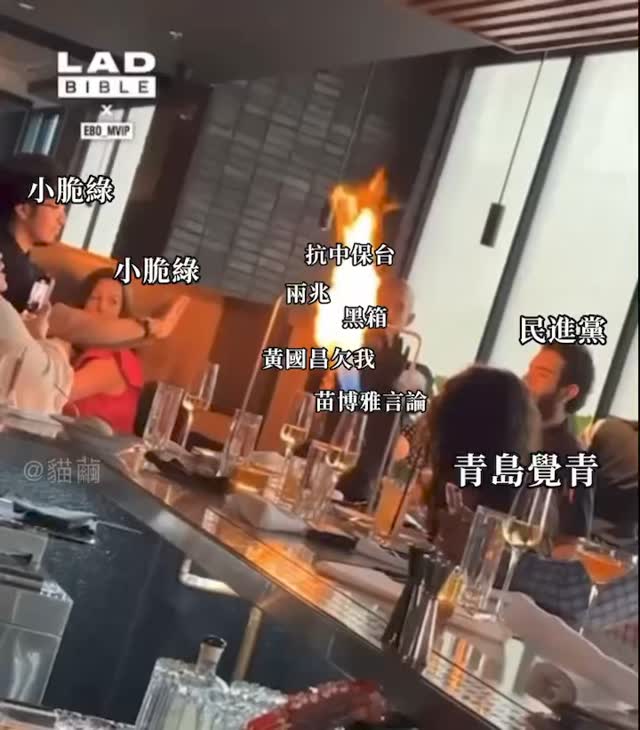 LAD
BIBLE
X
EBO_MVIP
小脆綠
小脆綠
抗中保台
兩兆
黑箱
黃國昌欠我
苗博雅言論
民進黨
青島覺青
@貓繭